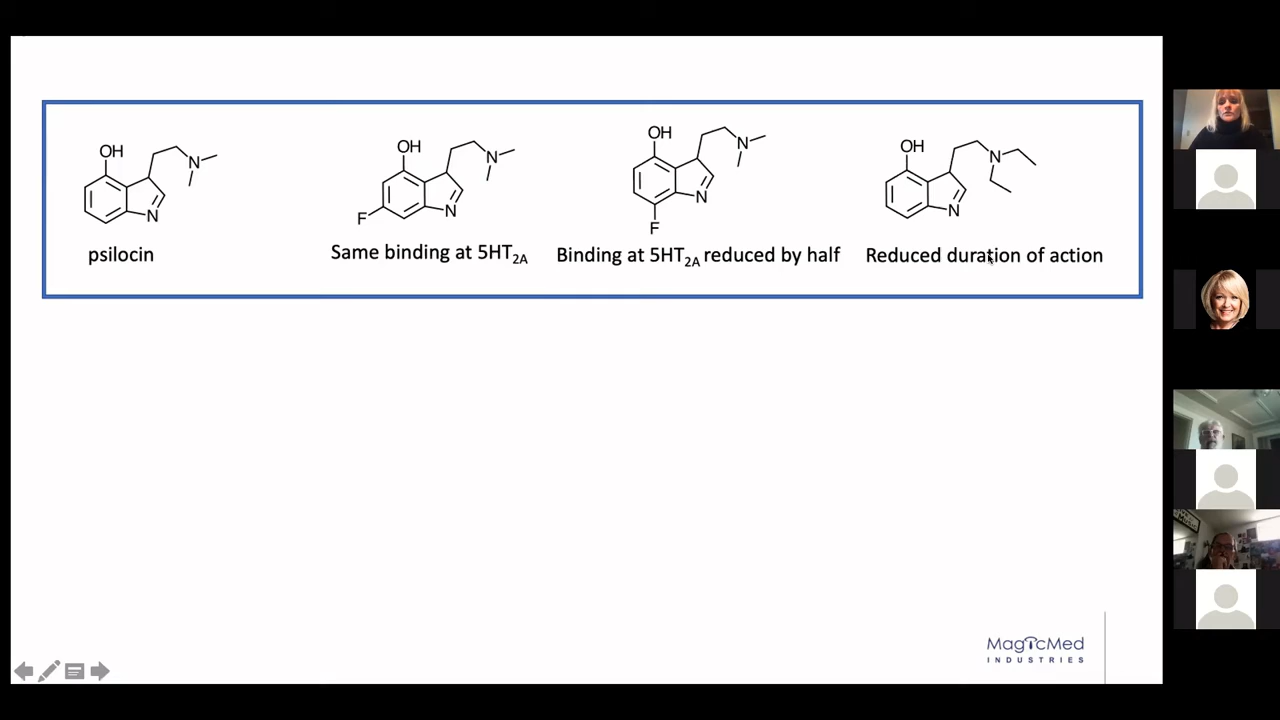 OH
N
N
psilocin
OH
N
F
N
Same binding at 5HT2A
OH
N
N
F
Binding at 5HT2A reduced by half
OH
N
N
Reduced duration of action
MagicMed
INDUSTRIES